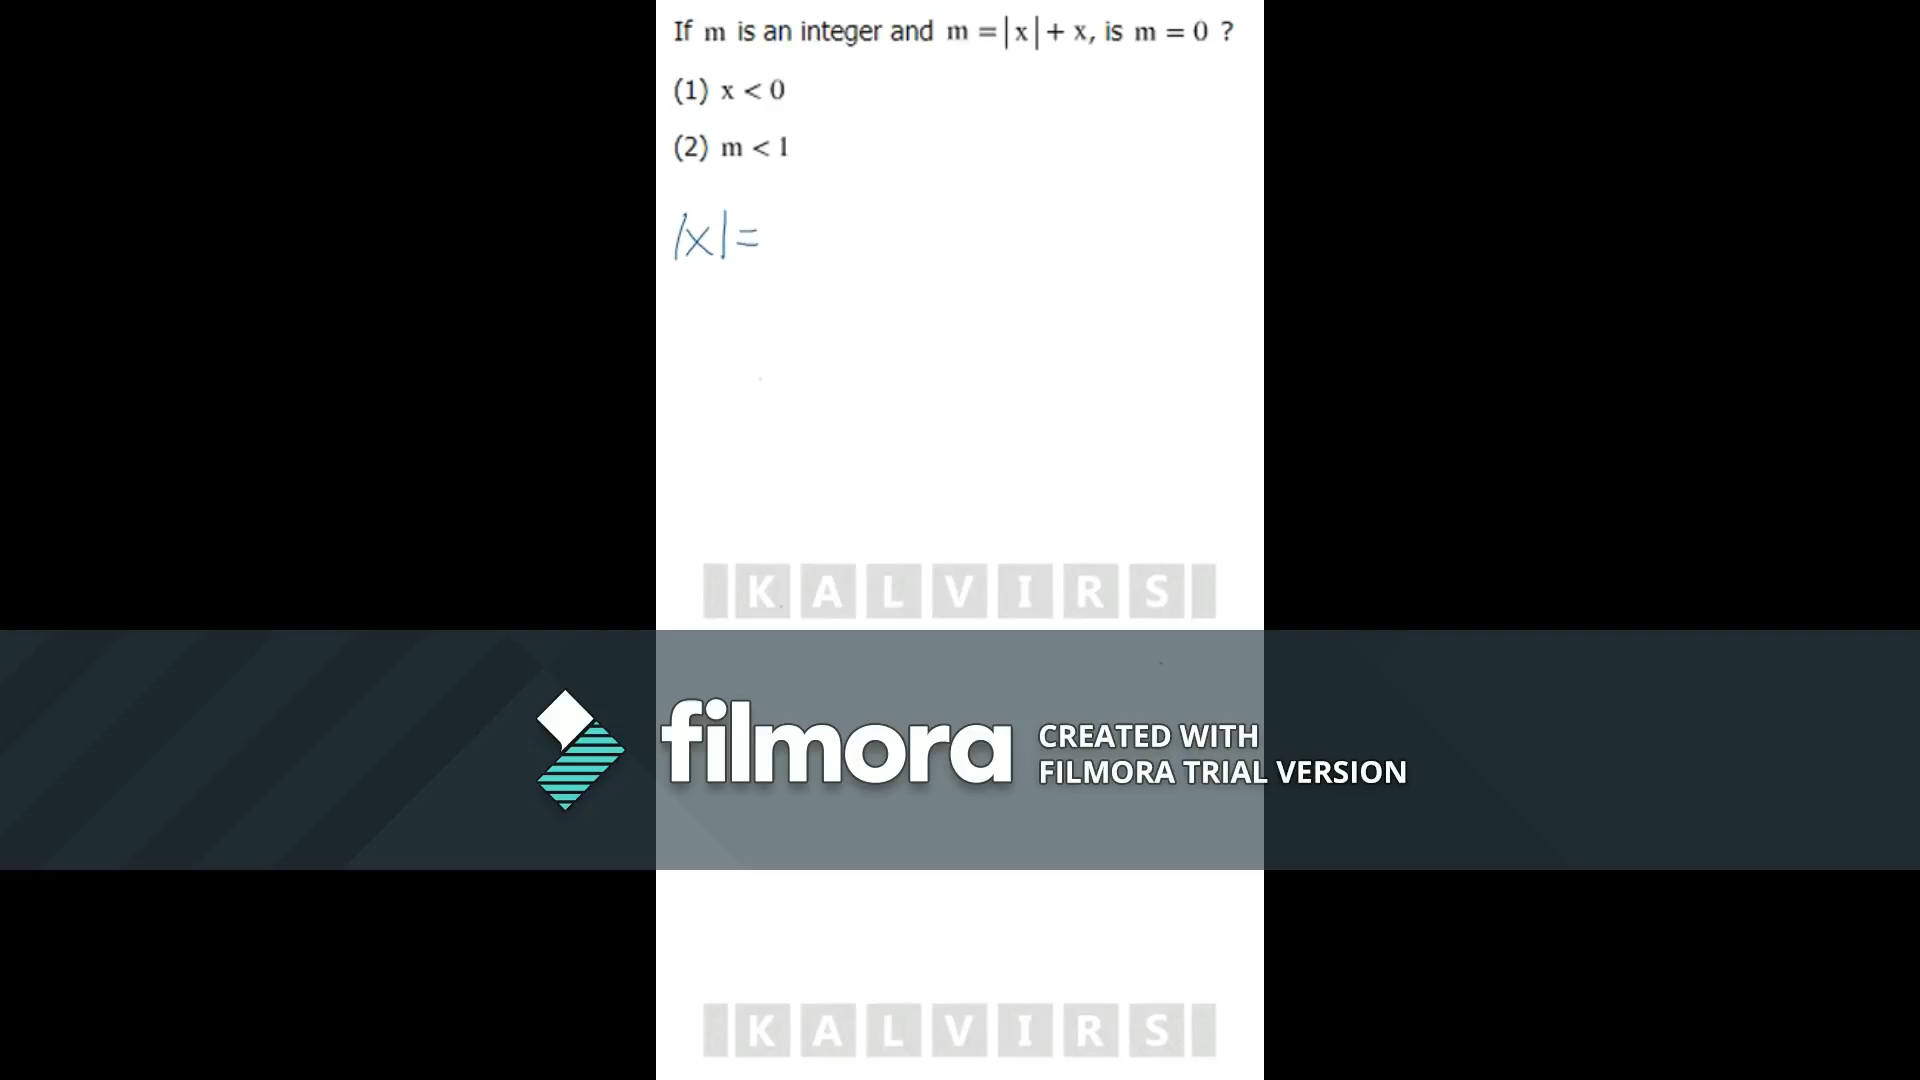 If m is an integer and m = |x| + x, is m = 0 ?
(1) x < 0
(2) m < 1
|x| =
KALVIRS
filmora
CREATED WITH
FILMORA TRIAL VERSION
KALVIRS